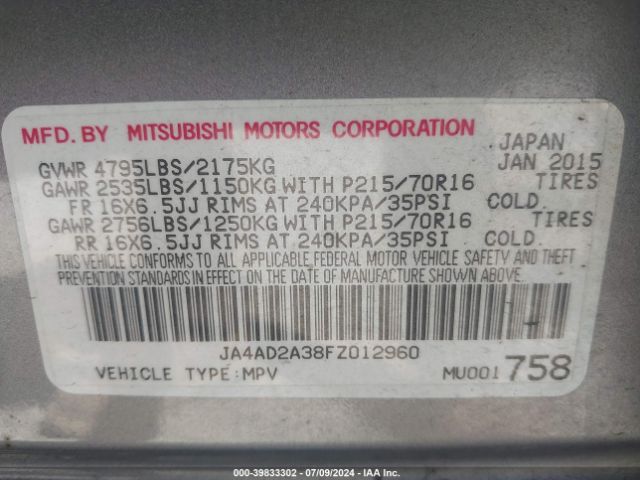 MFD. BY MITSUBISHI MOTORS CORPORATION JAPAN
GVWR 4795LBS/2175KG JAN 2015
GAWR 2535LBS/1150KG WITH P215/70R16 TIRES
FR 16X6.5JJ RIMS AT 240KPA/35PSI COLD.
GAWR 2756LBS/1250KG WITH P215/70R16 TIRES
RR 16X6.5JJ RIMS AT 240KPA/35PSI COLD.
THIS VEHICLE CONFORMS TO ALL APPLICABLE FEDERAL MOTOR VEHICLE SAFETY AND THEFT
PREVENTION STANDARDS IN EFFECT ON THE DATE OF MANUFACTURE SHOWN ABOVE.
JA4AD2A38FZ012960
VEHICLE TYPE:MPV MU001 758
000-39833302 - 07/09/2024 - IAA Inc.